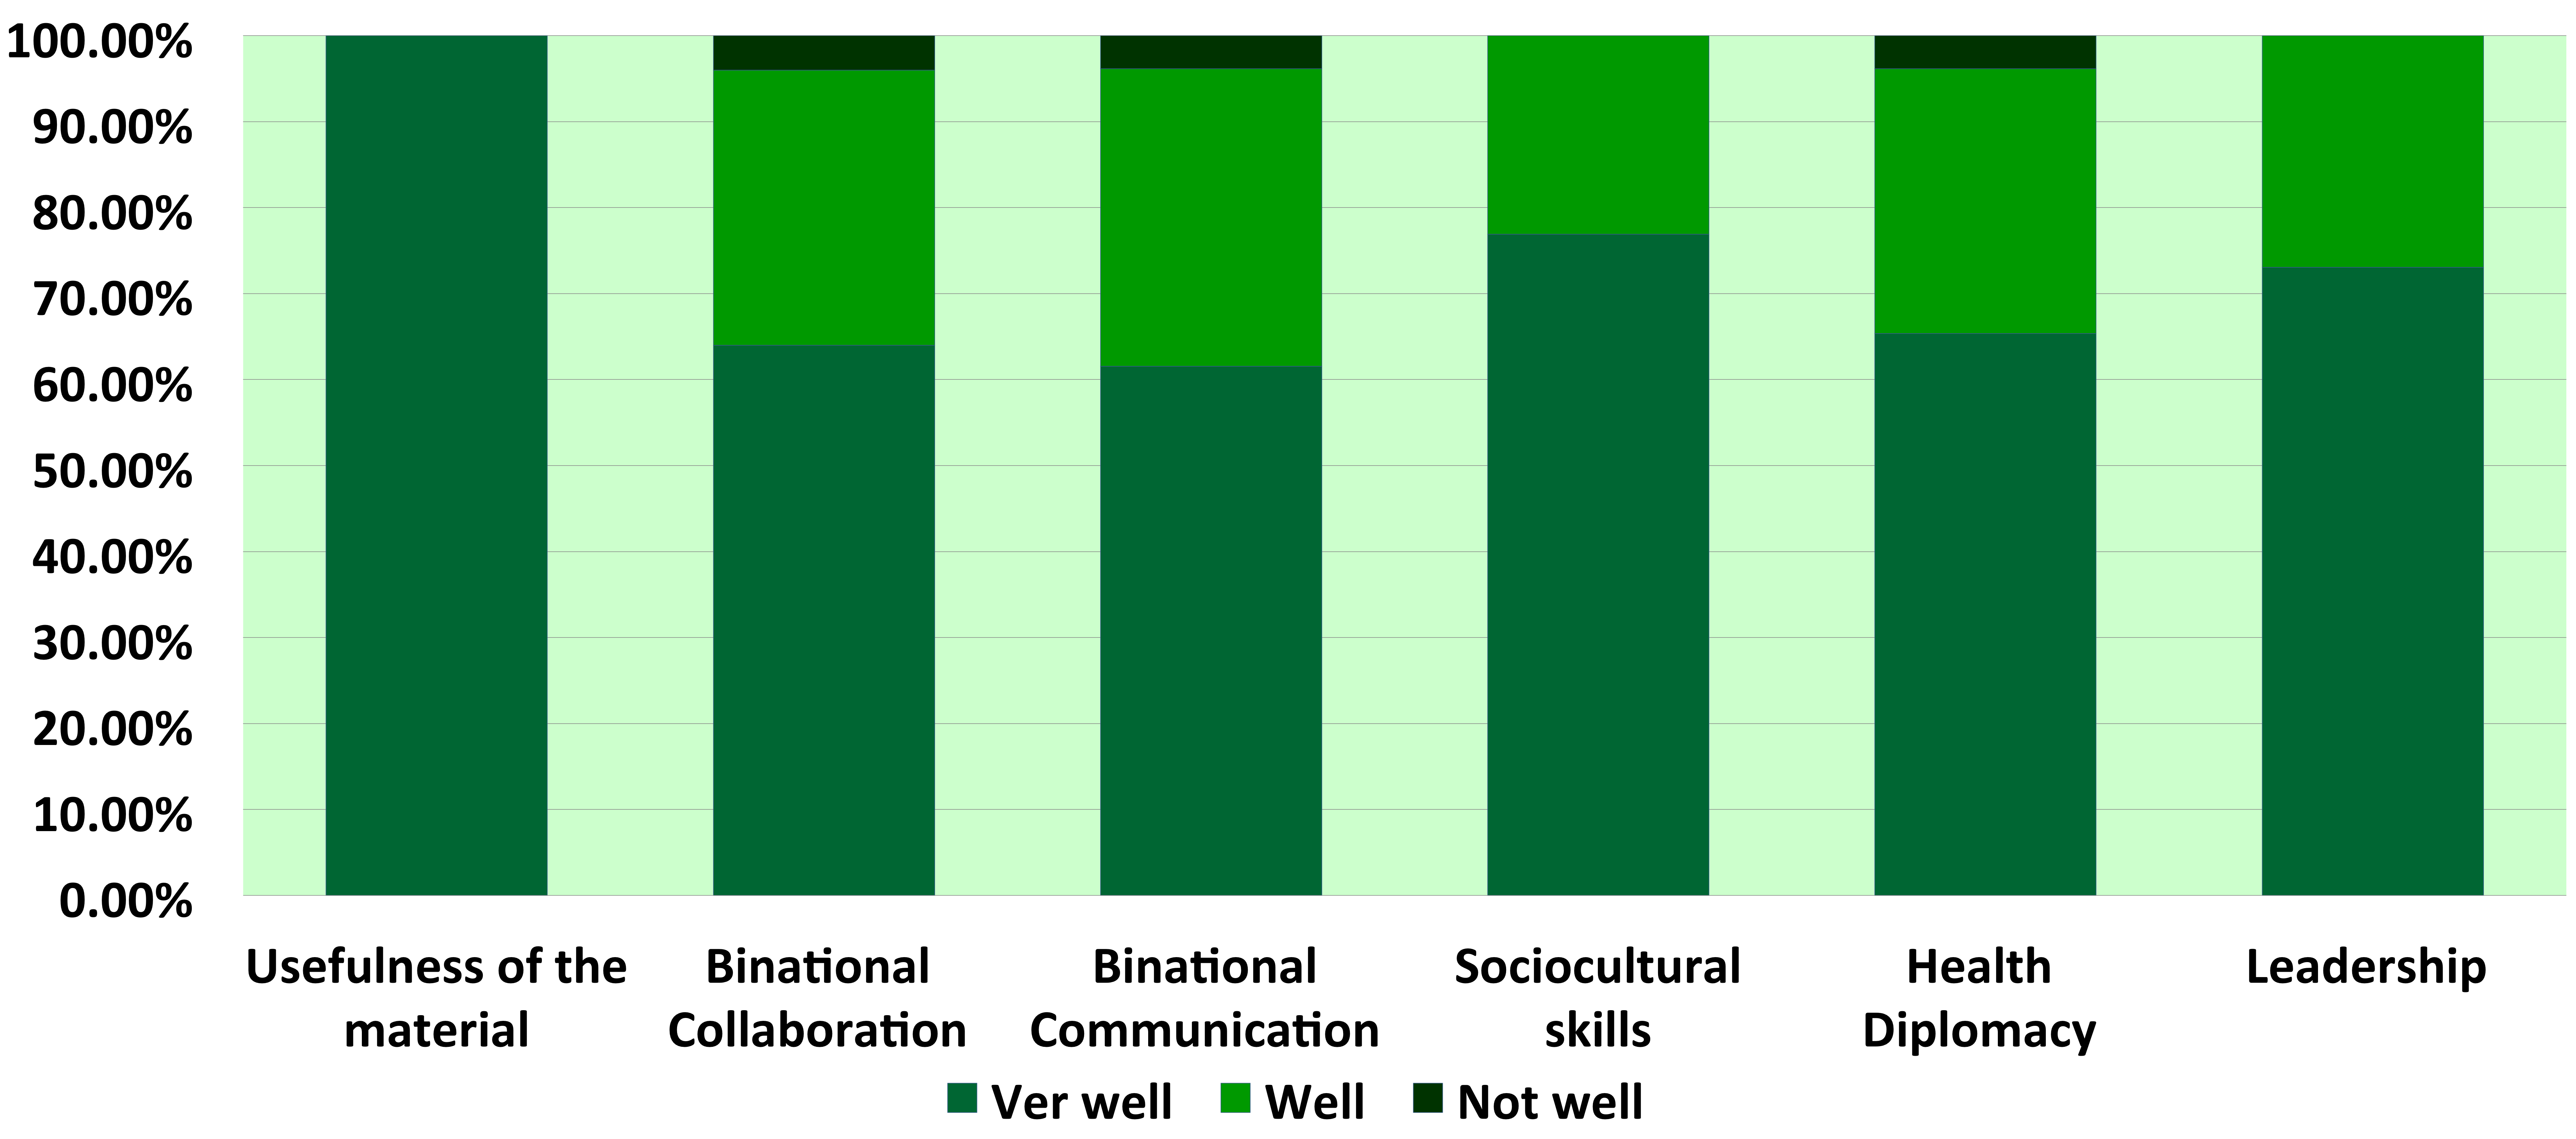 100.00%
90.00%
80.00%
70.00%
60.00%
50.00%
40.00%
30.00%
20.00%
10.00%
0.00%
Usefulness of the
material
Binational
Collaboration
Binational
Communication
Sociocultural
skills
Health
Diplomacy
Leadership
Ver well
Well
Not well